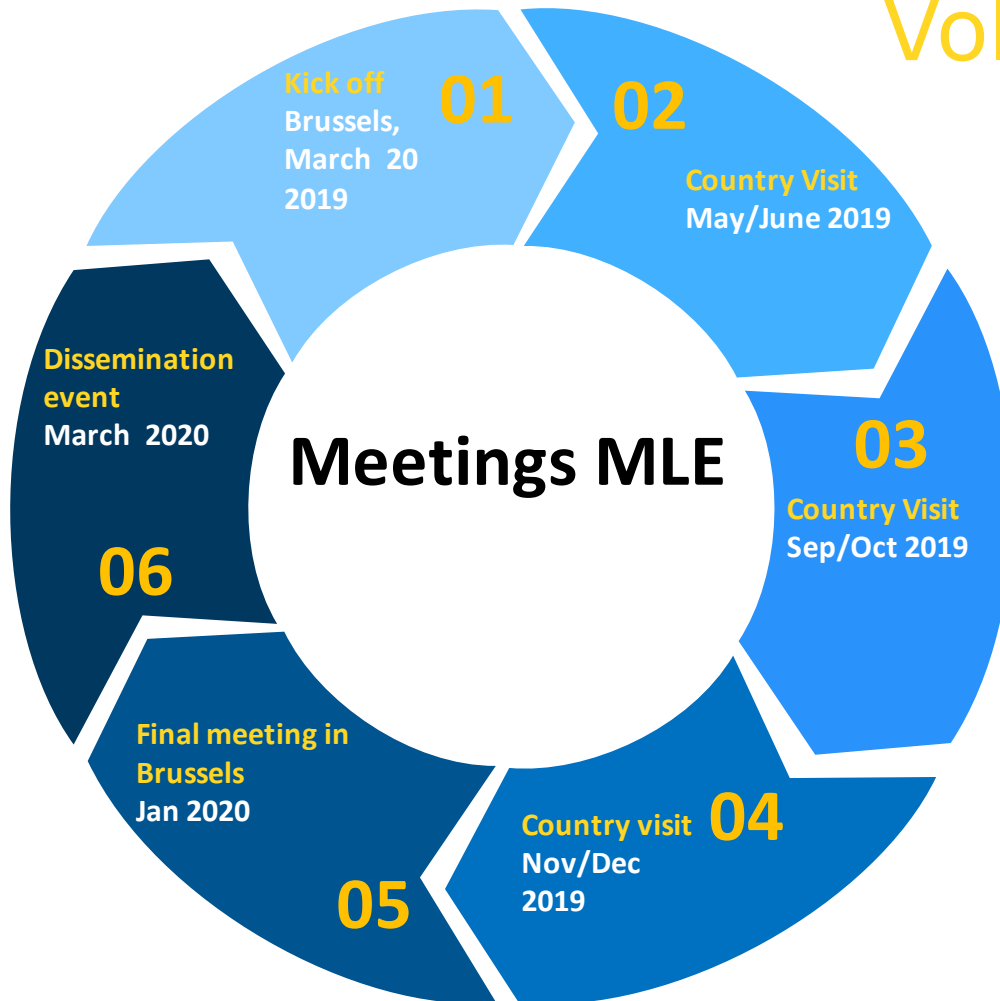 Kick off
Brussels,
March 20
2019
01
02
Country Visit
May/June 2019
03
Country Visit
Sep/Oct 2019
Country visit 04
Nov/Dec
2019
Final meeting in
Brussels
Jan 2020
05
Dissemination
event
March 2020
06
Meetings MLE